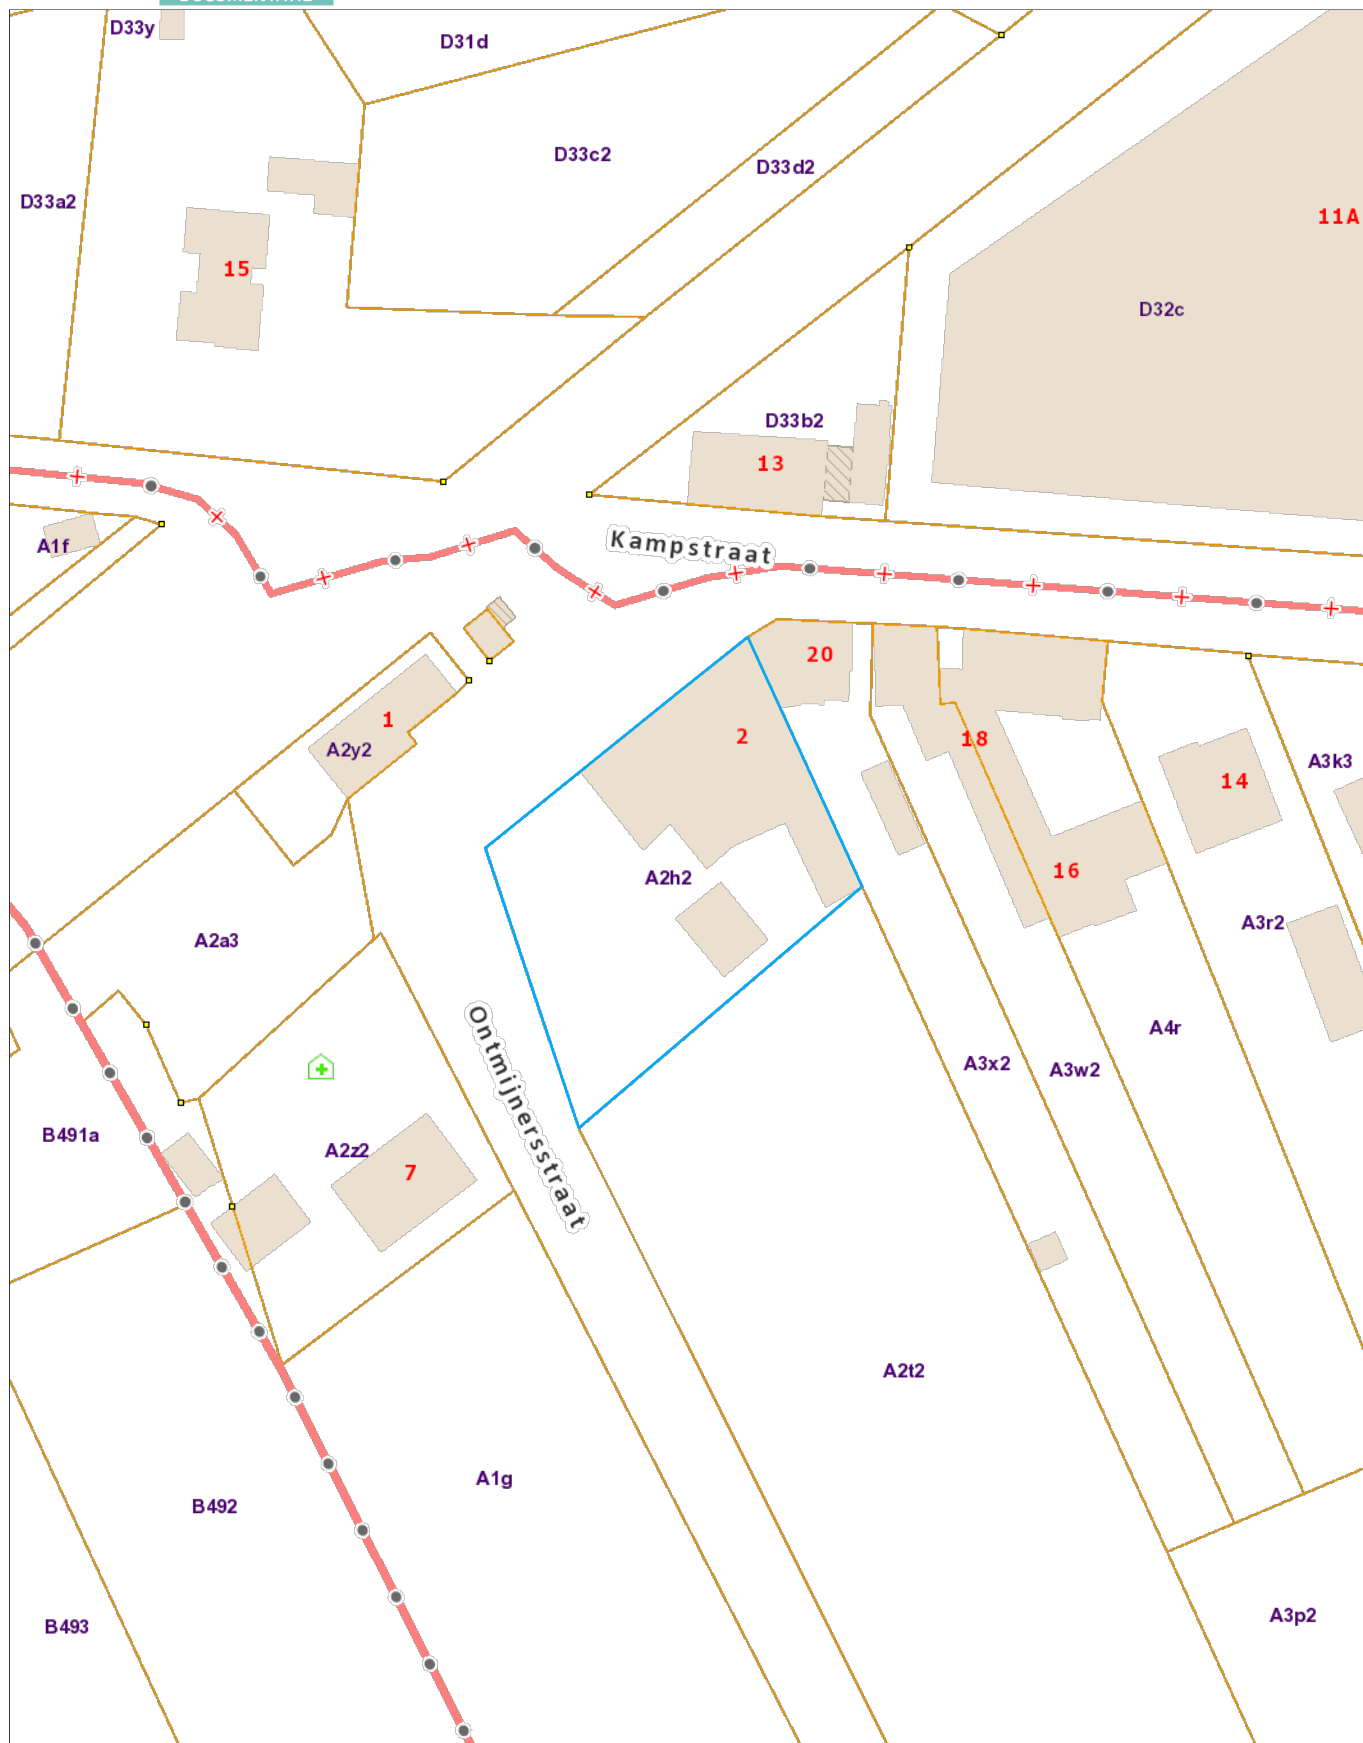 D33y
D31d
D33c2
D33d2
D33a2
11A
15
D32c
D33b2
13
Kampstraat
A1f
20
1
2
18
A2y2
A3k3
14
A2h2
16
A3r2
A2a3
Ontmijnersstraat
A4r
A3x2
A3w2
B491a
A2z2
7
A2t2
A1g
B492
A3p2
B493